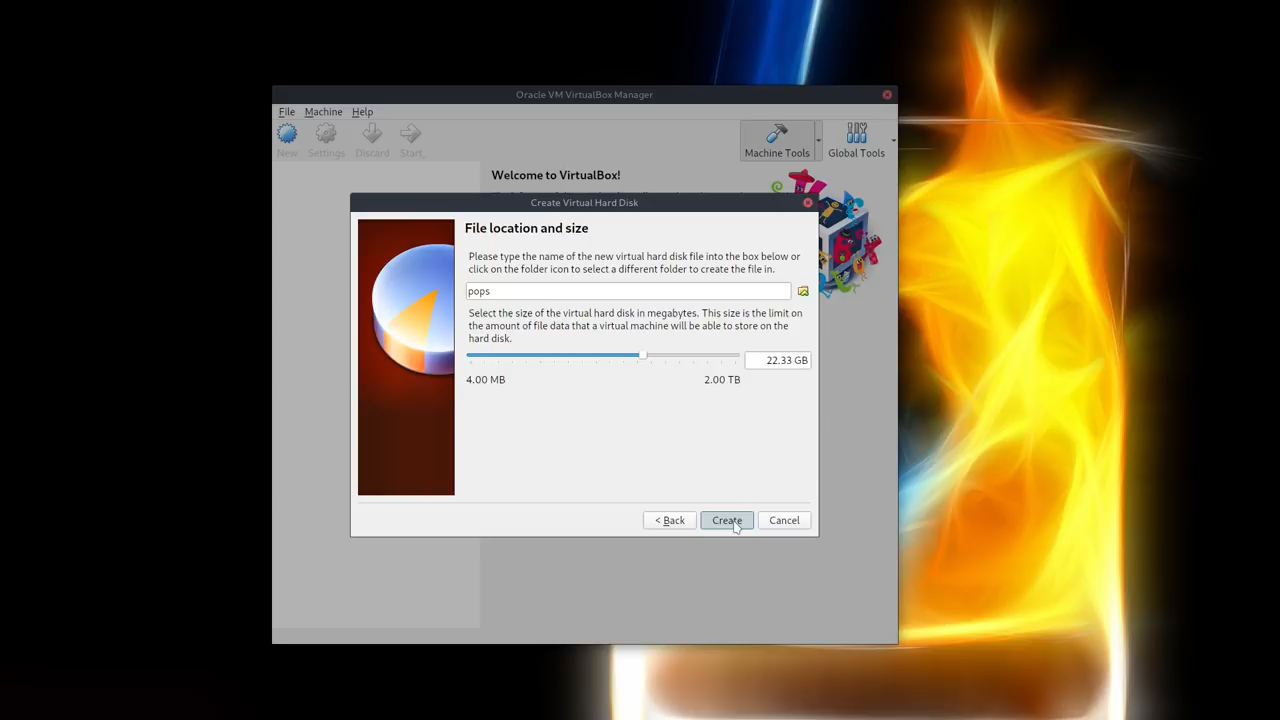 Oracle VM VirtualBox Manager
File Machine Help
New Settings Discard Start
Machine Tools Global Tools
Welcome to VirtualBox!
Create Virtual Hard Disk
File location and size
Please type the name of the new virtual hard disk file into the box below or
click on the folder icon to select a different folder to create the file in.
pops
Select the size of the virtual hard disk in megabytes. This size is the limit on
the amount of file data that a virtual machine will be able to store on the
hard disk.
22.33 GB
4.00 MB 2.00 TB
< Back Create Cancel